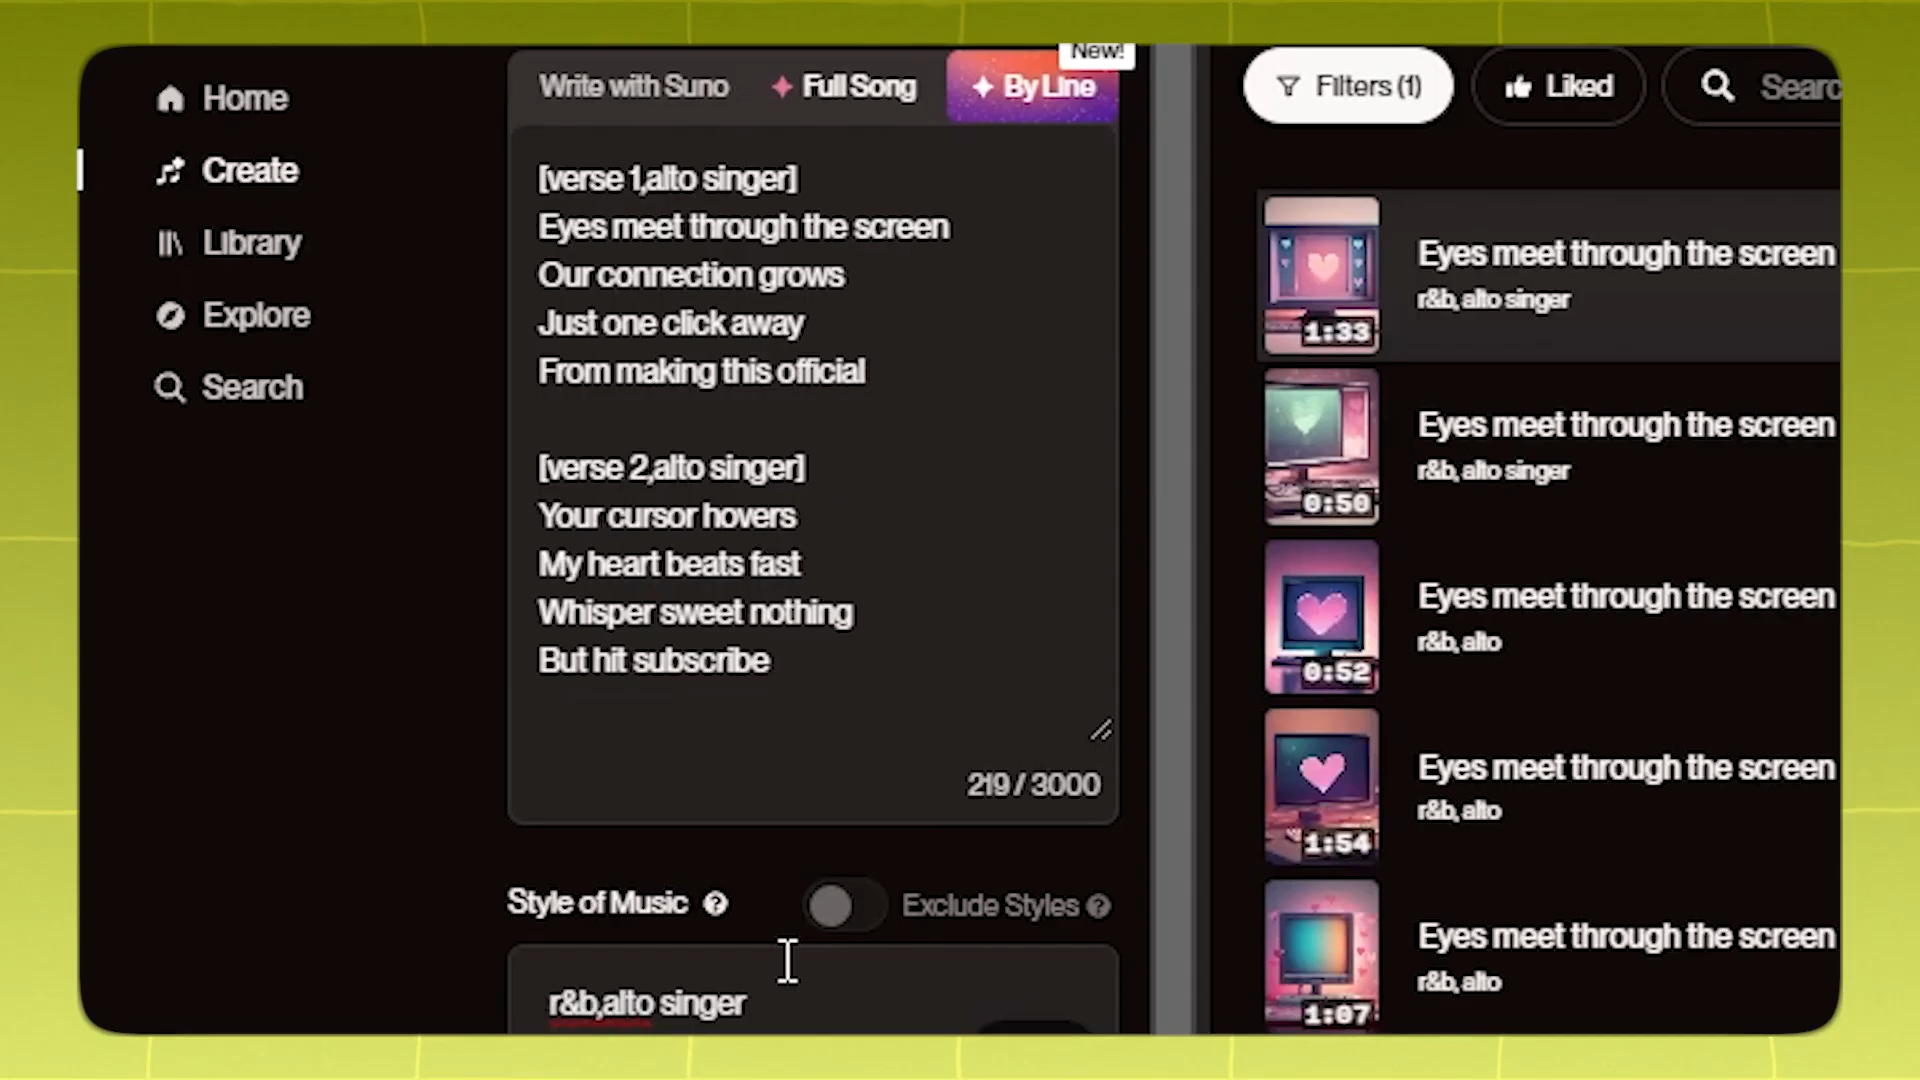 Home
Create
Library
Explore
Search
Write with Suno
Full Song
By Line
New!
[verse 1,alto singer]
Eyes meet through the screen
Our connection grows
Just one click away
From making this official
[verse 2,alto singer]
Your cursor hovers
My heart beats fast
Whisper sweet nothing
But hit subscribe
219 / 3000
Style of Music
Exclude Styles
r&b,alto singer
Filters (1)
Liked
Searc
Eyes meet through the screen
r&b, alto singer
1:33
Eyes meet through the screen
r&b, alto singer
0:50
Eyes meet through the screen
r&b, alto
0:52
Eyes meet through the screen
r&b, alto
1:54
Eyes meet through the screen
r&b, alto
1:07